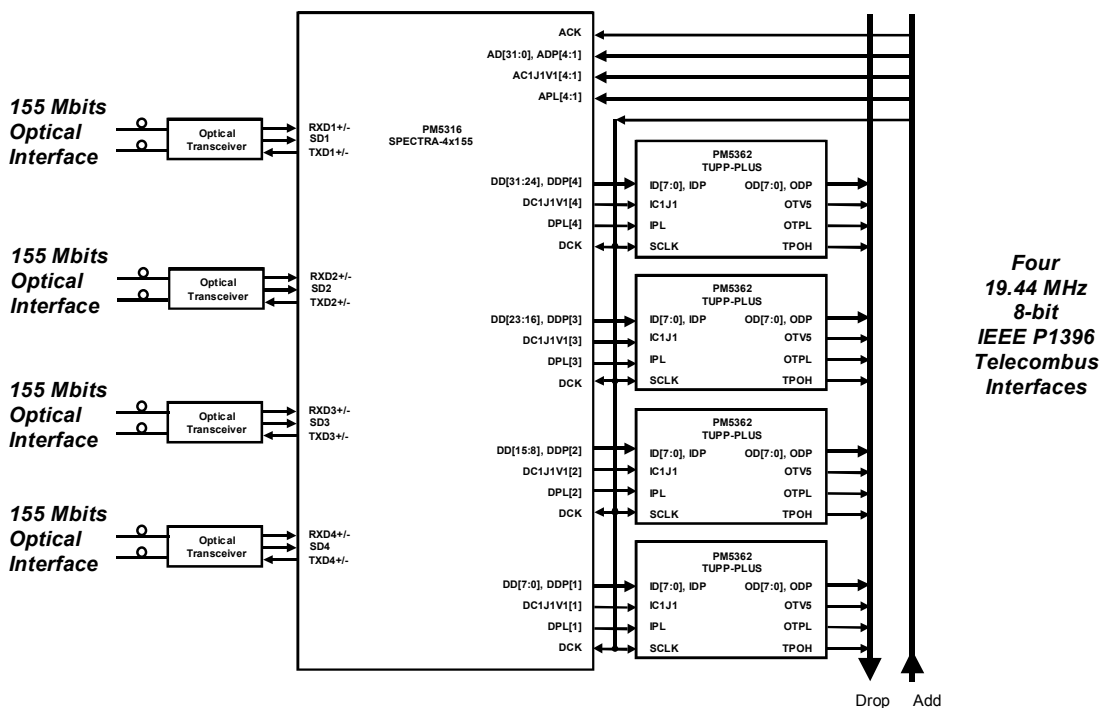 ACK
AD[31:0], ADP[4:1]
AC1J1V1[4:1]
APL[4:1]
155 Mbits
Optical
Interface
Optical
Transceiver
RXD1+/-
SD1
TXD1+/-
PM5316
SPECTRA-4x155
PM5362
TUPP-PLUS
DD[31:24], DDP[4]
DC1J1V1[4]
DPL[4]
DCK
ID[7:0], IDP
IC1J1
IPL
SCLK
OD[7:0], ODP
OTV5
OTPL
TPOH
155 Mbits
Optical
Interface
Optical
Transceiver
RXD2+/-
SD2
TXD2+/-
PM5362
TUPP-PLUS
DD[23:16], DDP[3]
DC1J1V1[3]
DPL[3]
DCK
ID[7:0], IDP
IC1J1
IPL
SCLK
OD[7:0], ODP
OTV5
OTPL
TPOH
Four
19.44 MHz
8-bit
IEEE P1396
Telecombus
Interfaces
155 Mbits
Optical
Interface
Optical
Transceiver
RXD3+/-
SD3
TXD3+/-
PM5362
TUPP-PLUS
DD[15:8], DDP[2]
DC1J1V1[2]
DPL[2]
DCK
ID[7:0], IDP
IC1J1
IPL
SCLK
OD[7:0], ODP
OTV5
OTPL
TPOH
155 Mbits
Optical
Interface
Optical
Transceiver
RXD4+/-
SD4
TXD4+/-
PM5362
TUPP-PLUS
DD[7:0], DDP[1]
DC1J1V1[1]
DPL[1]
DCK
ID[7:0], IDP
IC1J1
IPL
SCLK
OD[7:0], ODP
OTV5
OTPL
TPOH
Drop
Add